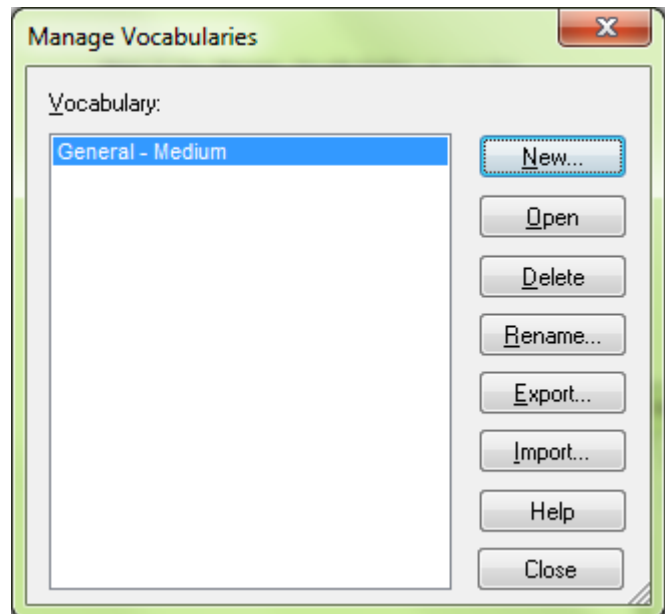 Manage Vocabularies
Vocabulary:
General - Medium
New...
Open
Delete
Rename...
Export...
Import...
Help
Close